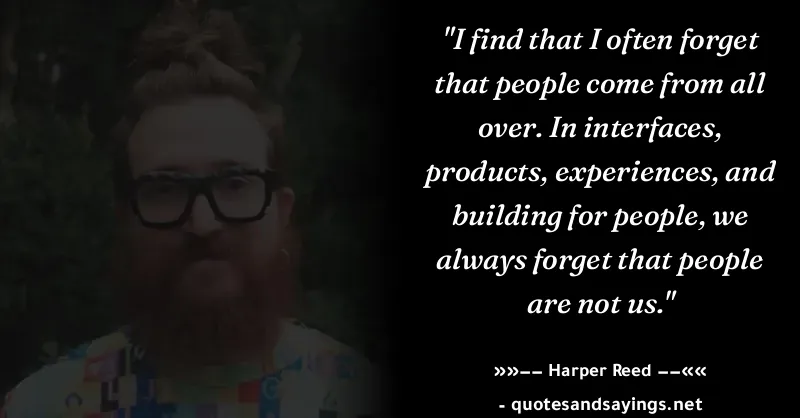 "I find that I often forget
that people come from all
over. In interfaces,
products, experiences, and
building for people, we
always forget that people
are not us."
»»-- Harper Reed --««
- quotesandsayings.net